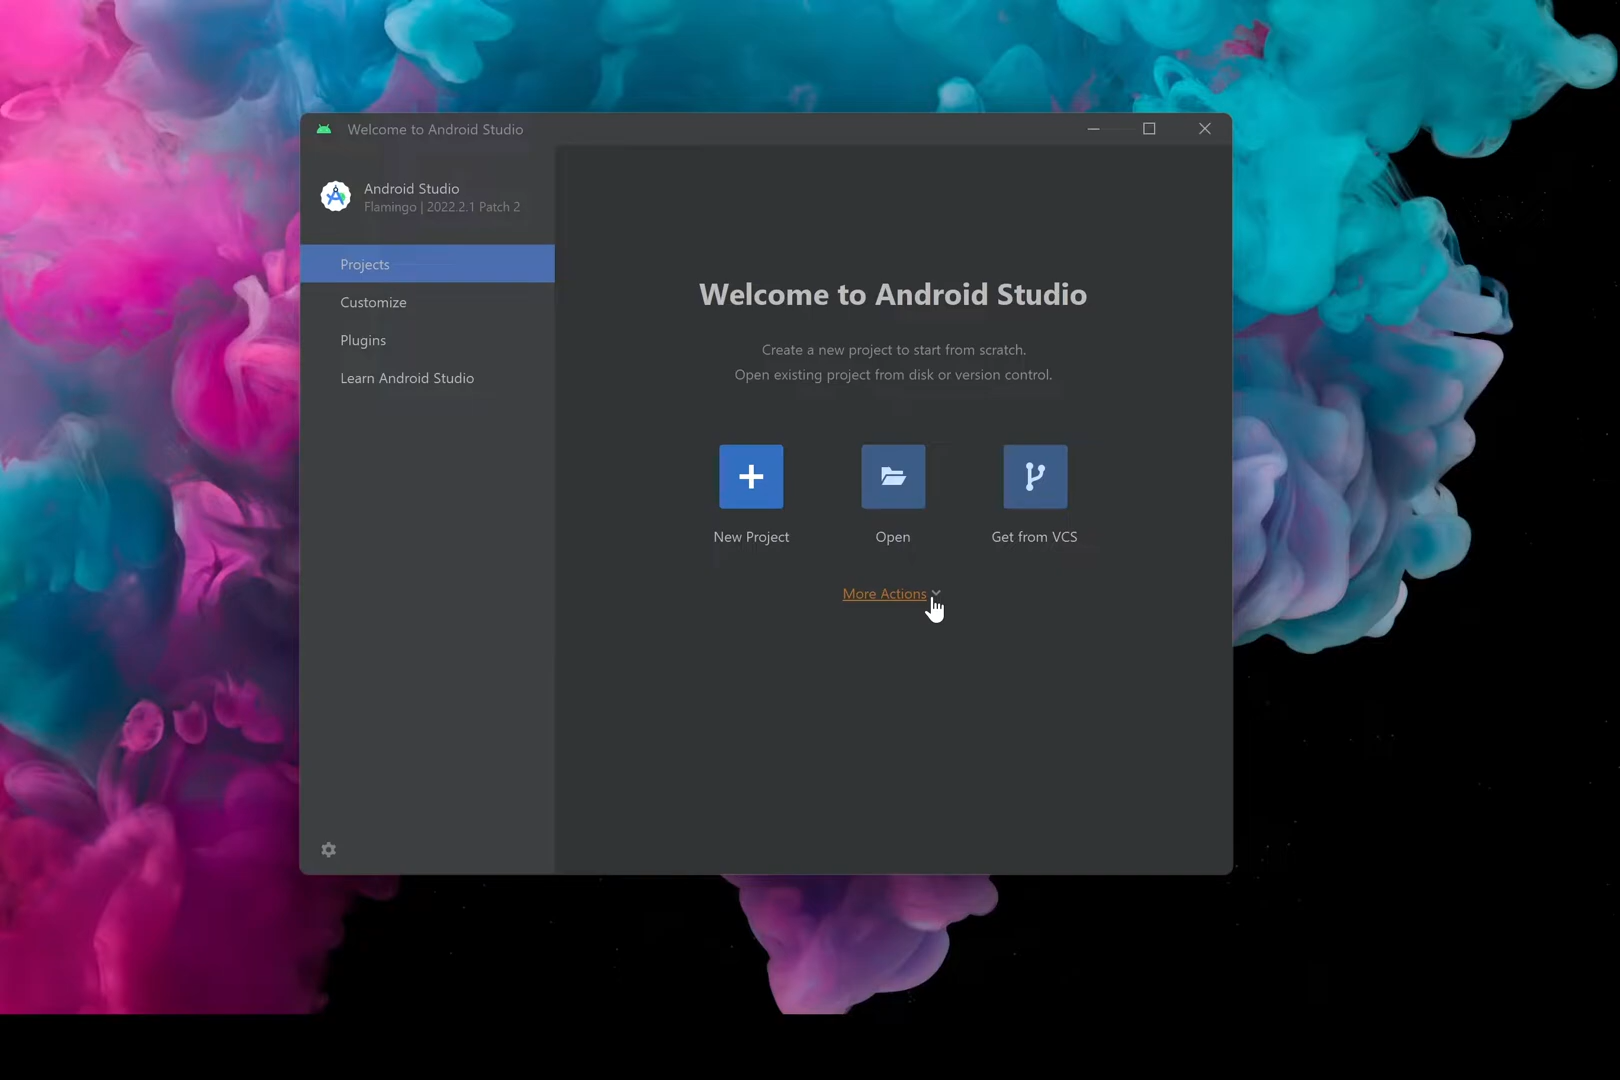 Welcome to Android Studio
Android Studio
Flamingo | 2022.2.1 Patch 2
Projects
Customize
Plugins
Learn Android Studio
Welcome to Android Studio
Create a new project to start from scratch.
Open existing project from disk or version control.
New Project
Open
Get from VCS
More Actions